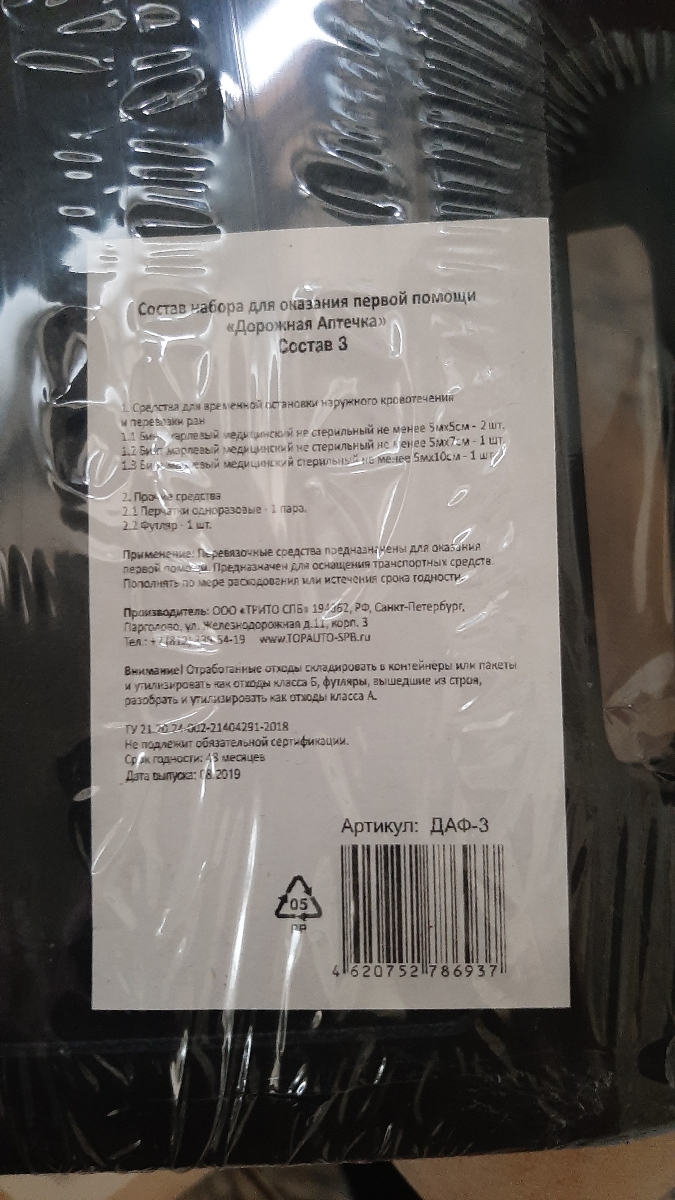 Состав набора для оказания первой помощи
«Дорожная Аптечка»
Состав 3
1. Средства для временной остановки наружного кровотечения
и перевязки ран
1.1 Бинт марлевый медицинский не стерильный не менее 5мх5см - 2 шт.
1.2 Бинт марлевый медицинский не стерильный не менее 5мх7см - 1 шт.
1.3 Бинт марлевый медицинский стерильный не менее 5мх10см - 1 шт.
2. Прочие средства
2.1 Перчатки одноразовые - 1 пара.
2.2 Футляр - 1 шт.
Применение: Перевязочные средства предназначены для оказания
первой помощи. Предназначен для оснащения транспортных средств.
Пополнять по мере расходования или истечения срока годности.
Производитель: ООО «ТРИТО СПБ» РФ, Санкт-Петербург,
Парголово, ул. Железнодорожная д.11, корп. 3
Тел.: www.TOPAUTO-SPB.ru
Внимание! Отработанные отходы складировать в контейнеры или пакеты
и утилизировать как отходы класса Б, футляры, вышедшие из строя,
разобрать и утилизировать как отходы класса А.
ТУ 21.20.24-002-21404291-2018
Не подлежит обязательной сертификации.
Срок годности: 48 месяцев
Дата выпуска: 08.2019
Артикул: ДАФ-3
05
PP
4 620752 786937